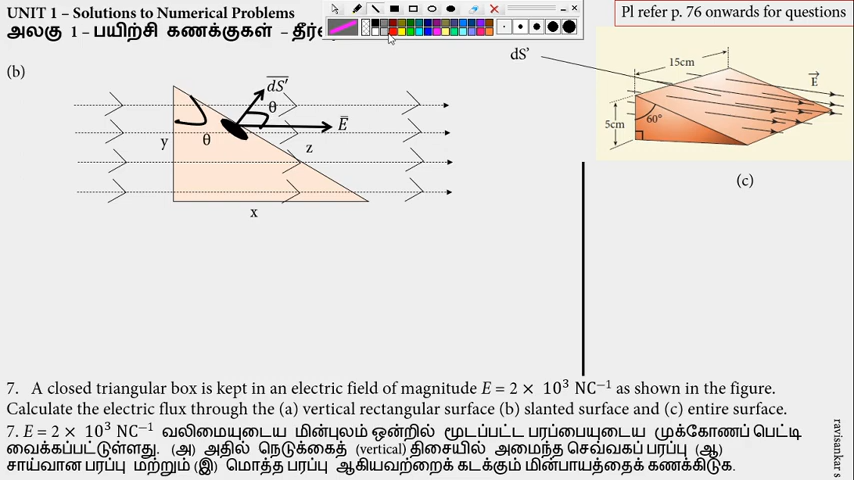 UNIT 1 – Solutions to Numerical Problems
அலகு 1 – பயிற்சி கணக்குகள் – தீர்
Pl refer p. 76 onwards for questions
(b)
dS'
dS'
θ
E
θ
y
z
x
15cm
E
5cm
60°
(c)
7. A closed triangular box is kept in an electric field of magnitude E = 2 × 10³ NC⁻¹ as shown in the figure.
Calculate the electric flux through the (a) vertical rectangular surface (b) slanted surface and (c) entire surface.
7. E = 2 × 10³ NC⁻¹ வலிமையுடைய மின்புலம் ஒன்றில் மூடப்பட்ட பரப்பையுடைய முக்கோணப் பெட்டி
வைக்கப்பட்டுள்ளது. (அ) அதில் நெடுக்கைத் (vertical) திசையில் அமைந்த செவ்வகப் பரப்பு (ஆ)
சாய்வான பரப்பு மற்றும் (இ) மொத்த பரப்பு ஆகியவற்றைக் கடக்கும் மின்பாயத்தைக் கணக்கிடுக.
ravisankar s